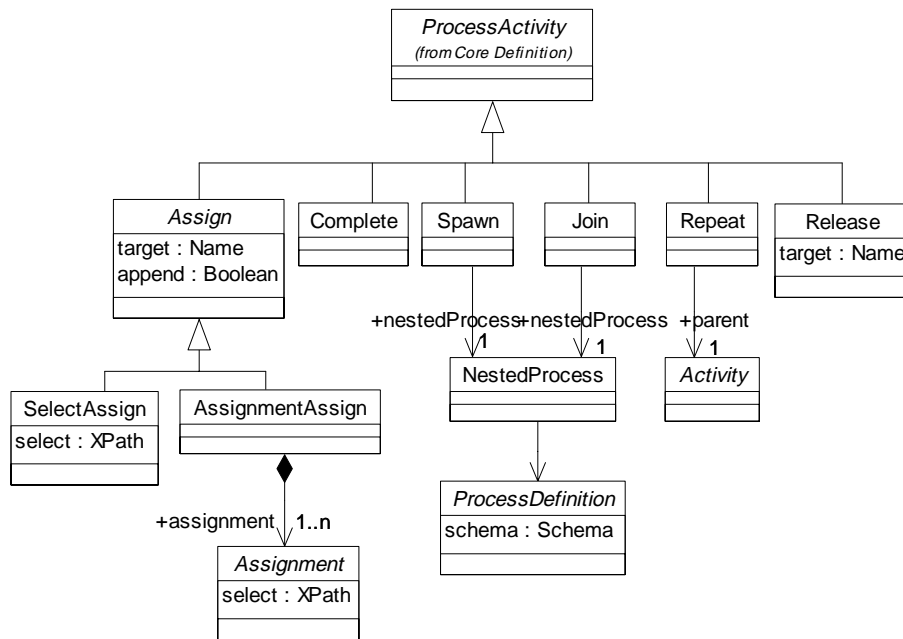 ProcessActivity
(from Core Definition)
Assign
target : Name
append : Boolean
Complete
Spawn
Join
Repeat
Release
target : Name
+nestedProcess
1
+nestedProcess
1
+parent
1
SelectAssign
select : XPath
AssignmentAssign
NestedProcess
Activity
+assignment
1..n
ProcessDefinition
schema : Schema
Assignment
select : XPath